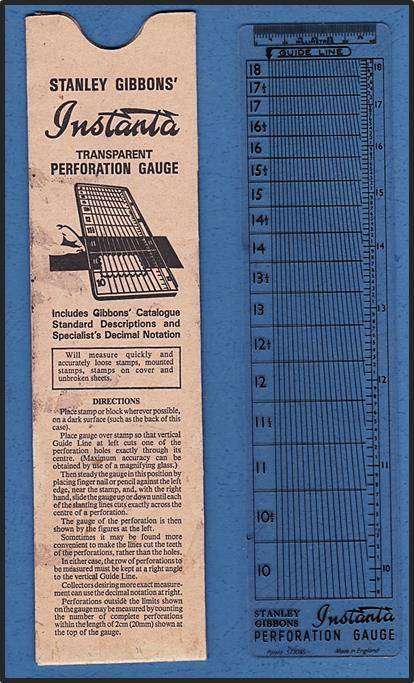 STANLEY GIBBONS'
Instanta
TRANSPARENT
PERFORATION GAUGE
Includes Gibbons' Catalogue
Standard Descriptions and
Specialist's Decimal Notation
Will measure quickly and
accurately loose stamps, mounted
stamps, stamps on cover and
unbroken sheets.
DIRECTIONS
Place stamp or block wherever possible,
on a dark surface (such as the back of this
case).
Place gauge over stamp so that vertical
Guide Line at left cuts one of the
perforation holes exactly through its
centre. (Maximum accuracy can be
obtained by use of a magnifying glass.)
Then steady the gauge in this position by
placing finger nail or pencil against the left
edge, near the stamp, and, with the right
hand, slide the gauge up or down until each
of the slanting lines cuts exactly across the
centre of a perforation.
The gauge of the perforation is then
shown by the figures at the left.
Sometimes it may be found more
convenient to make the lines cut the teeth
of the perforations, rather than the holes.
In either case, the row of perforations to
be measured must be kept at a right angle
to the vertical Guide Line.
Collectors desiring more exact measure-
ment can use the decimal notation at right.
Perforations outside the limits shown
on the gauge may be measured by counting
the number of complete perforations
within the length of 2cm (20mm) shown at
the top of the gauge.
GUIDE LINE
18 18
17½
17 17
16½
16 16
15½
15 15
14½
14 14
13½
13 13
12½
12 12
11½
11 11
10½
10 10
STANLEY
GIBBONS
Instanta
PERFORATION GAUGE
Made in England